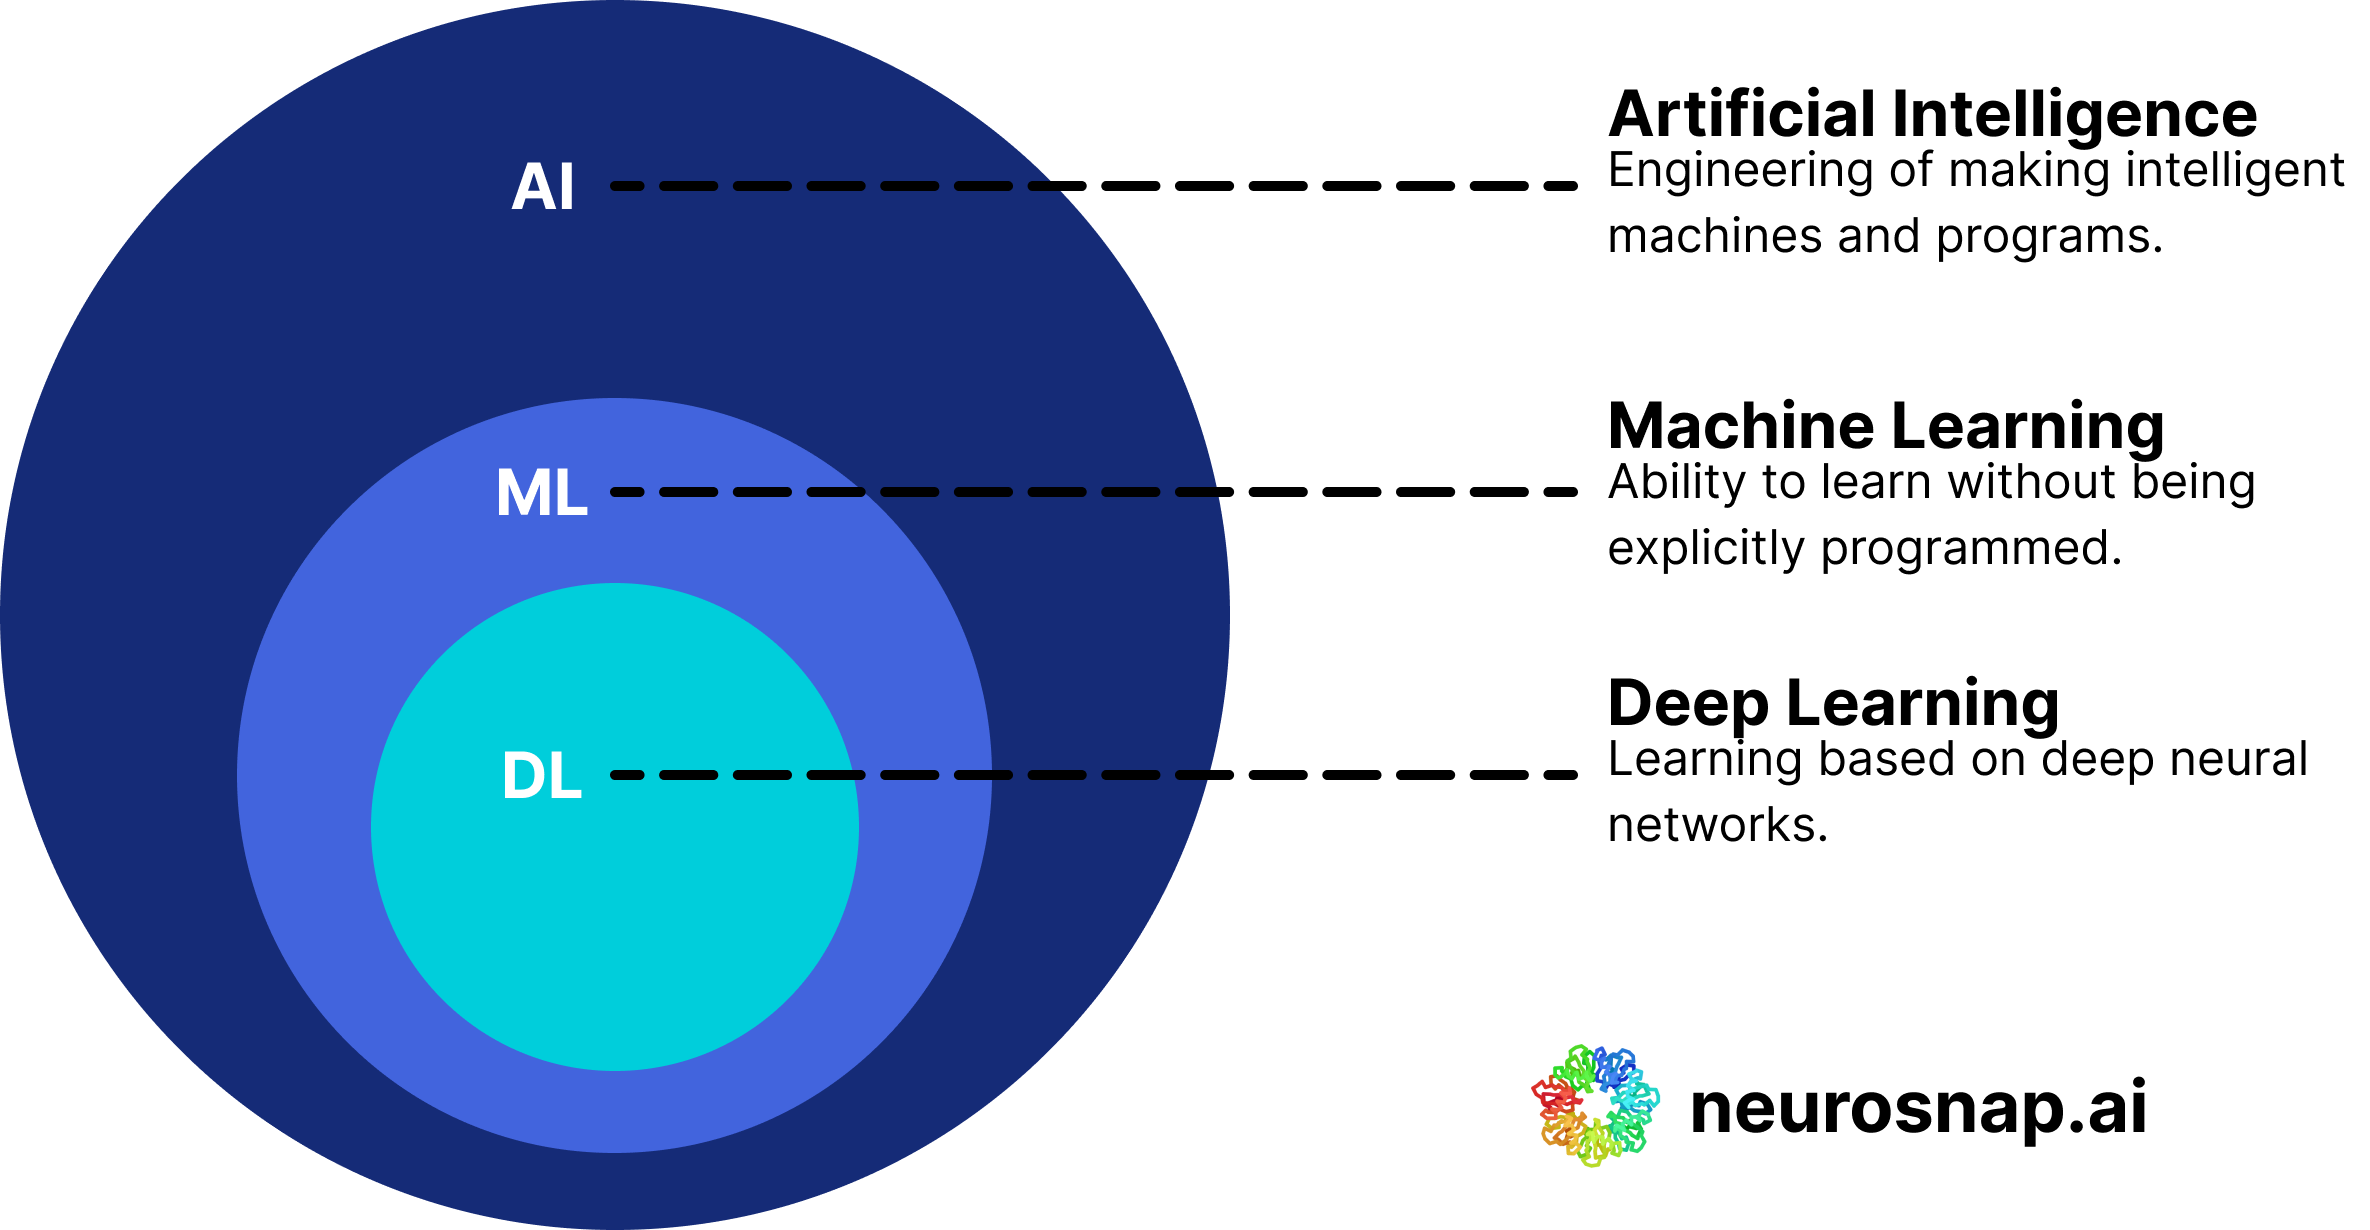 AI
Artificial Intelligence
Engineering of making intelligent
machines and programs.
ML
Machine Learning
Ability to learn without being
explicitly programmed.
DL
Deep Learning
Learning based on deep neural
networks.
neurosnap.ai